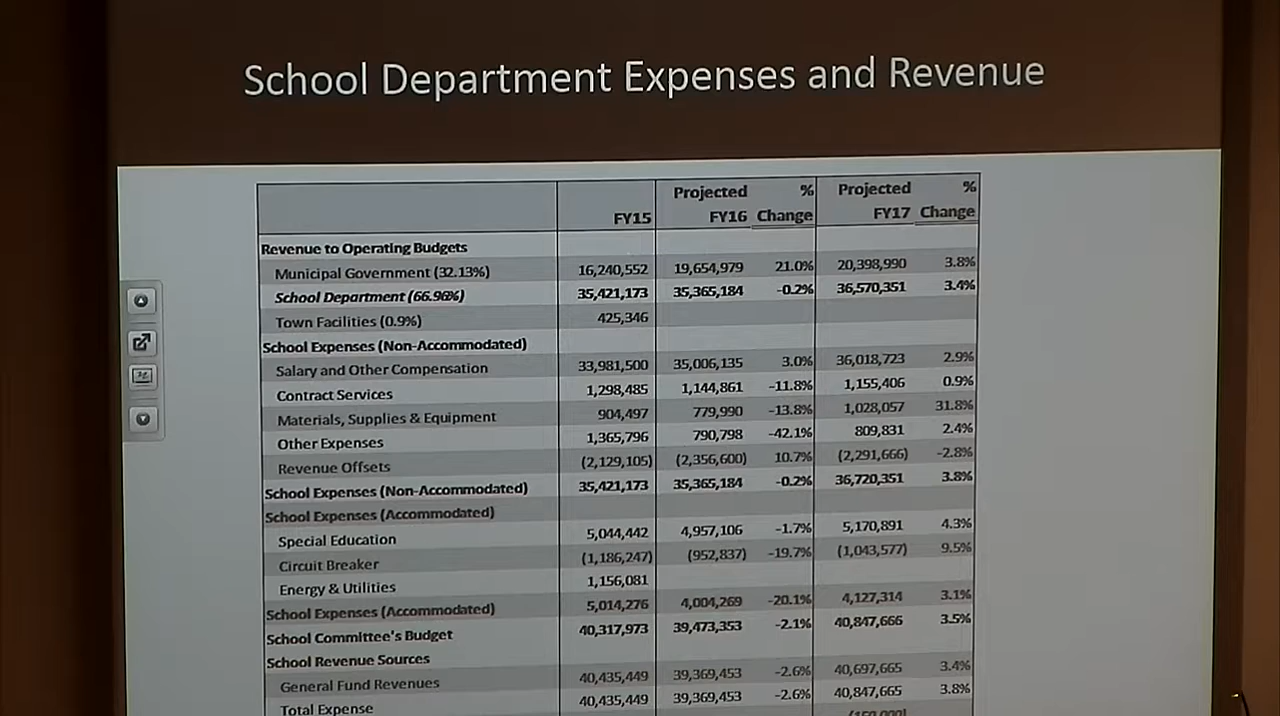 School Department Expenses and Revenue
Projected % Projected %
FY15 FY16 Change FY17 Change
Revenue to Operating Budgets
Municipal Government (32.13%) 16,240,552 19,654,979 21.0% 20,398,990 3.8%
School Department (66.96%) 35,421,173 35,365,184 -0.2% 36,570,351 3.4%
Town Facilities (0.9%) 425,346
School Expenses (Non-Accommodated)
Salary and Other Compensation 33,981,500 35,006,135 3.0% 36,018,723 2.9%
Contract Services 1,298,485 1,144,861 -11.8% 1,155,406 0.9%
Materials, Supplies & Equipment 904,497 779,990 -13.8% 1,028,057 31.8%
Other Expenses 1,365,796 790,798 -42.1% 809,831 2.4%
Revenue Offsets (2,129,105) (2,356,600) 10.7% (2,291,666) -2.8%
School Expenses (Non-Accommodated) 35,421,173 35,365,184 -0.2% 36,720,351 3.8%
School Expenses (Accommodated)
Special Education 5,044,442 4,957,106 -1.7% 5,170,891 4.3%
Circuit Breaker (1,186,247) (952,837) -19.7% (1,043,577) 9.5%
Energy & Utilities 1,156,081
School Expenses (Accommodated) 5,014,276 4,004,269 -20.1% 4,127,314 3.1%
School Committee's Budget 40,317,973 39,473,353 -2.1% 40,847,666 3.5%
School Revenue Sources
General Fund Revenues 40,435,449 39,369,453 -2.6% 40,697,665 3.4%
Total Expense 40,435,449 39,369,453 -2.6% 40,847,665 3.8%